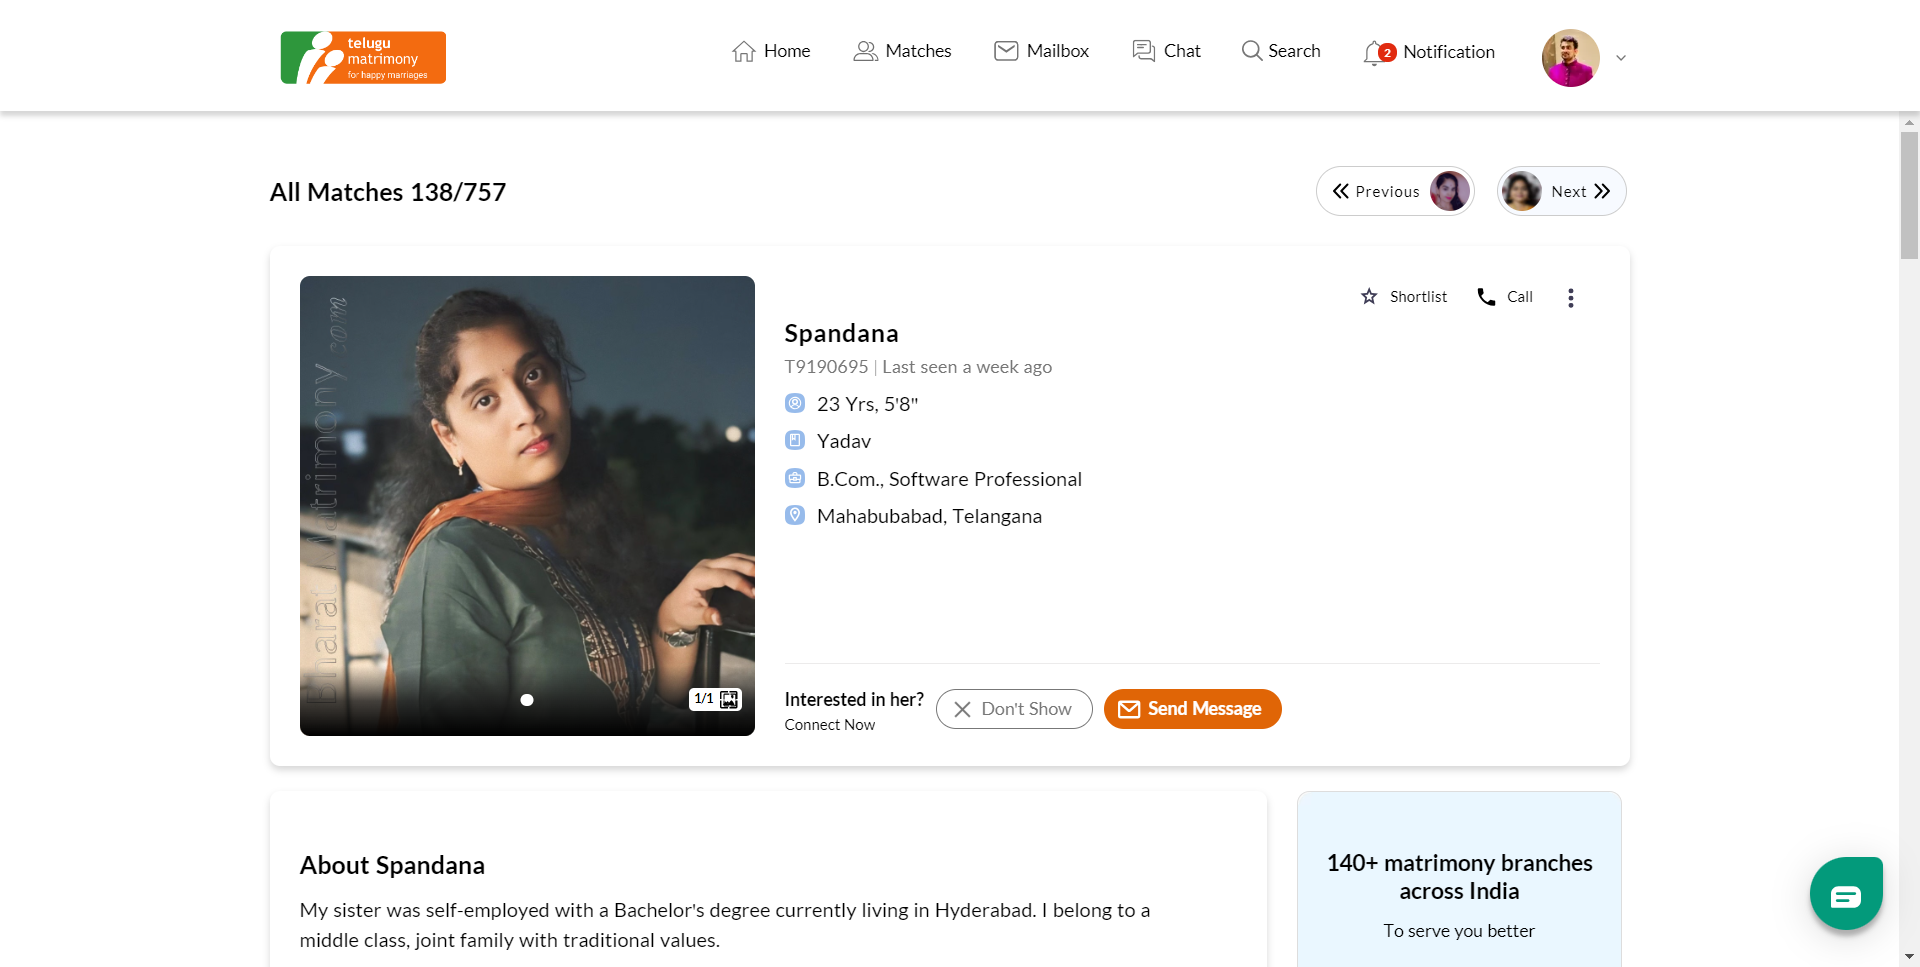 telugu
matrimony
for happy marriages
Home
Matches
Mailbox
Chat
Search
2
Notification
All Matches 138/757
Previous
Next
Bharat Matrimony.com
Shortlist
Call
Spandana
T9190695 | Last seen a week ago
23 Yrs, 5'8"
Yadav
B.Com., Software Professional
Mahabubabad, Telangana
1/1
Interested in her?
Connect Now
Don't Show
Send Message
About Spandana
My sister was self-employed with a Bachelor's degree currently living in Hyderabad. I belong to a
middle class, joint family with traditional values.
140+ matrimony branches
across India
To serve you better